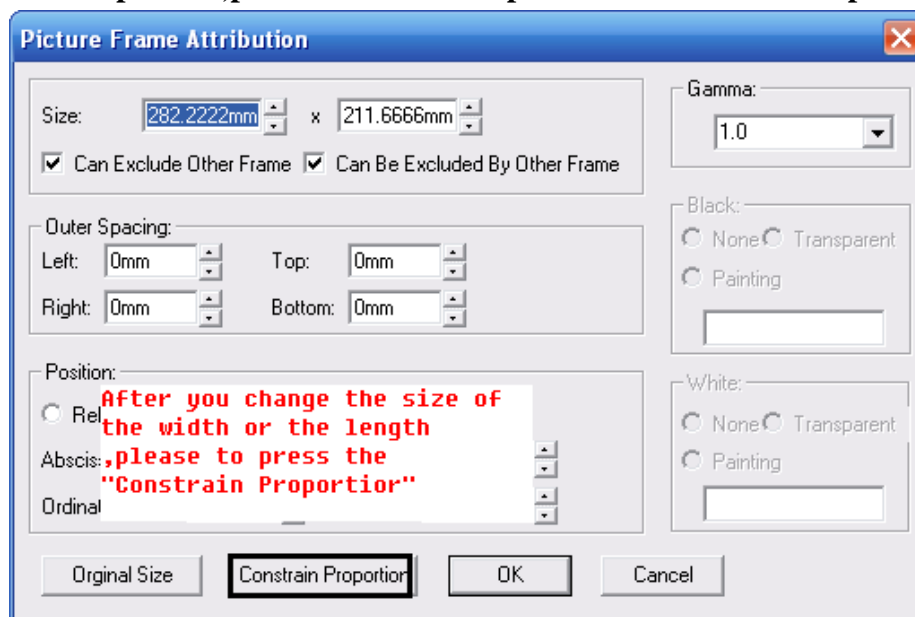 Picture Frame Attribution
Size: 282.2222mm x 211.6666mm
Can Exclude Other Frame Can Be Excluded By Other Frame
Gamma:
1.0
Outer Spacing:
Left: 0mm Top: 0mm
Right: 0mm Bottom: 0mm
Black:
None Transparent
Painting
Position:
After you change the size of
the width or the length
,please to press the
"Constrain Proportior"
White:
None Transparent
Painting
Orginal Size Constrain Proportior OK Cancel